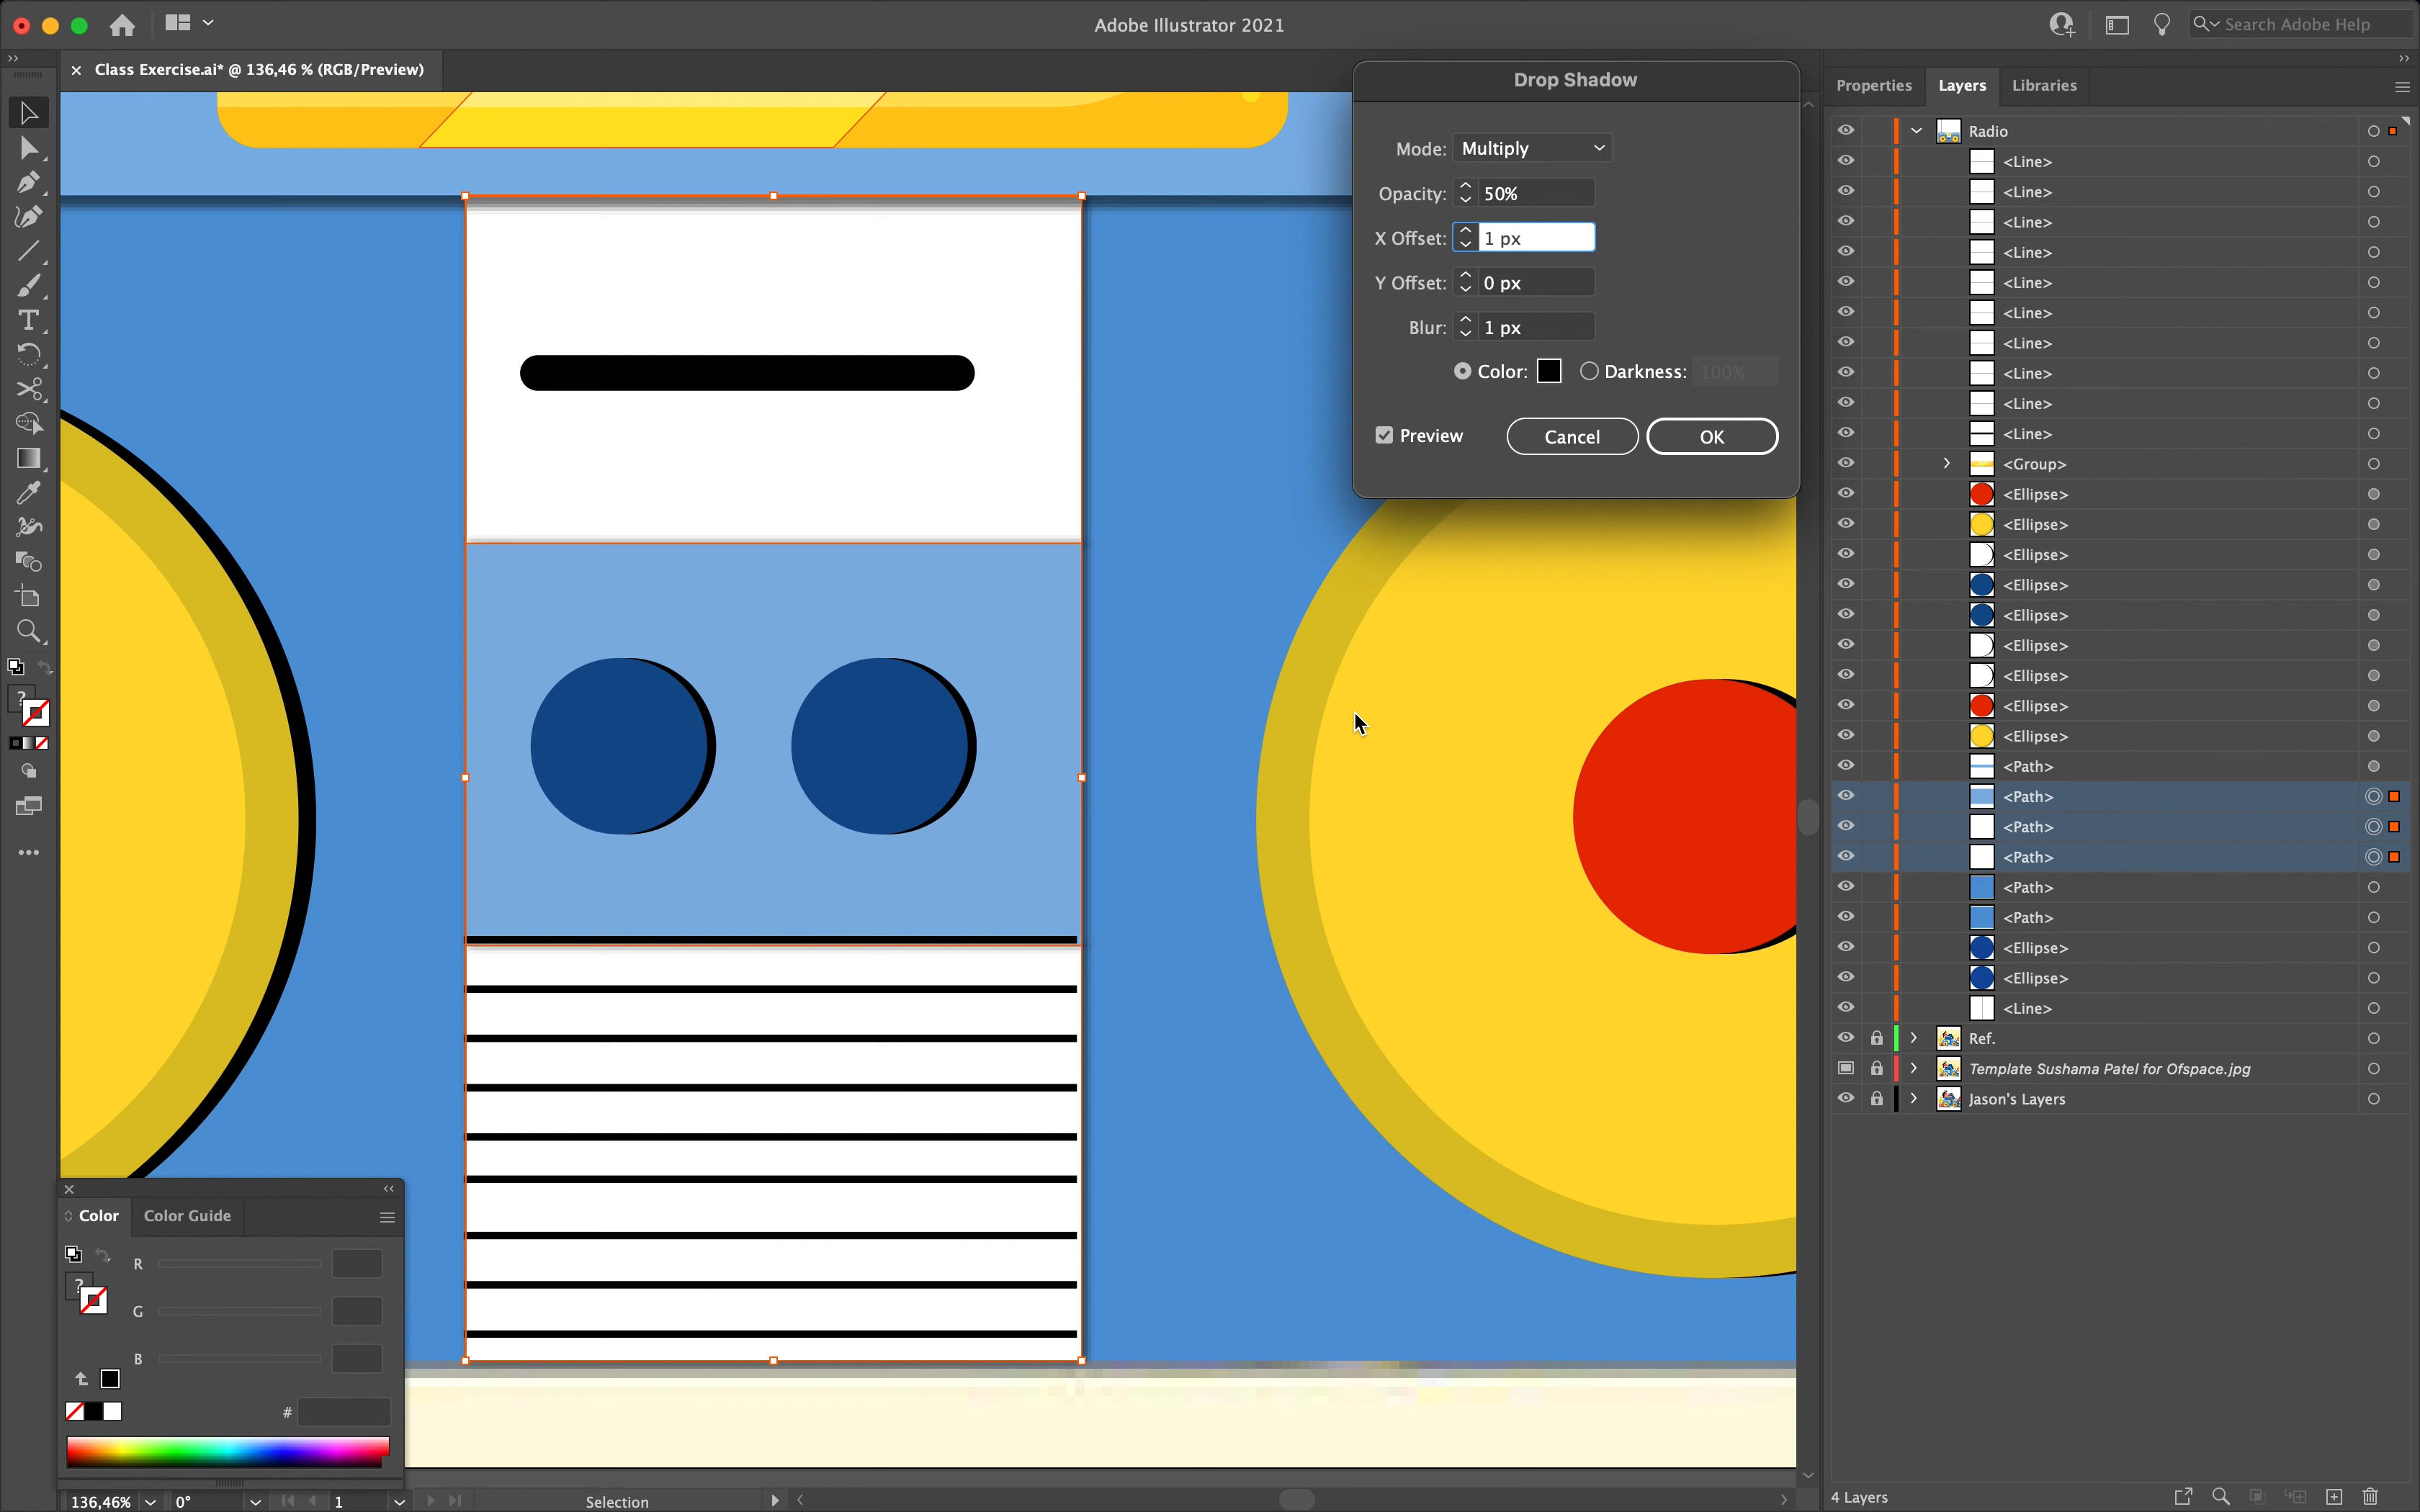 Adobe Illustrator 2021
Search Adobe Help
Class Exercise.ai* @ 136,46 % (RGB/Preview)
Drop Shadow
Mode: Multiply
Opacity: 50%
X Offset: 1 px
Y Offset: 0 px
Blur: 1 px
Color: Darkness: 100%
Preview Cancel OK
Properties Layers Libraries
Radio
<Line>
<Line>
<Line>
<Line>
<Line>
<Line>
<Line>
<Line>
<Line>
<Line>
<Group>
<Ellipse>
<Ellipse>
<Ellipse>
<Ellipse>
<Ellipse>
<Ellipse>
<Ellipse>
<Ellipse>
<Ellipse>
<Path>
<Path>
<Path>
<Path>
<Path>
<Path>
<Ellipse>
<Ellipse>
<Line>
Ref.
Template Sushama Patel for Ofspace.jpg
Jason's Layers
4 Layers
?
Color Color Guide
R
?
G
B
#
136,46% 0° 1 Selection